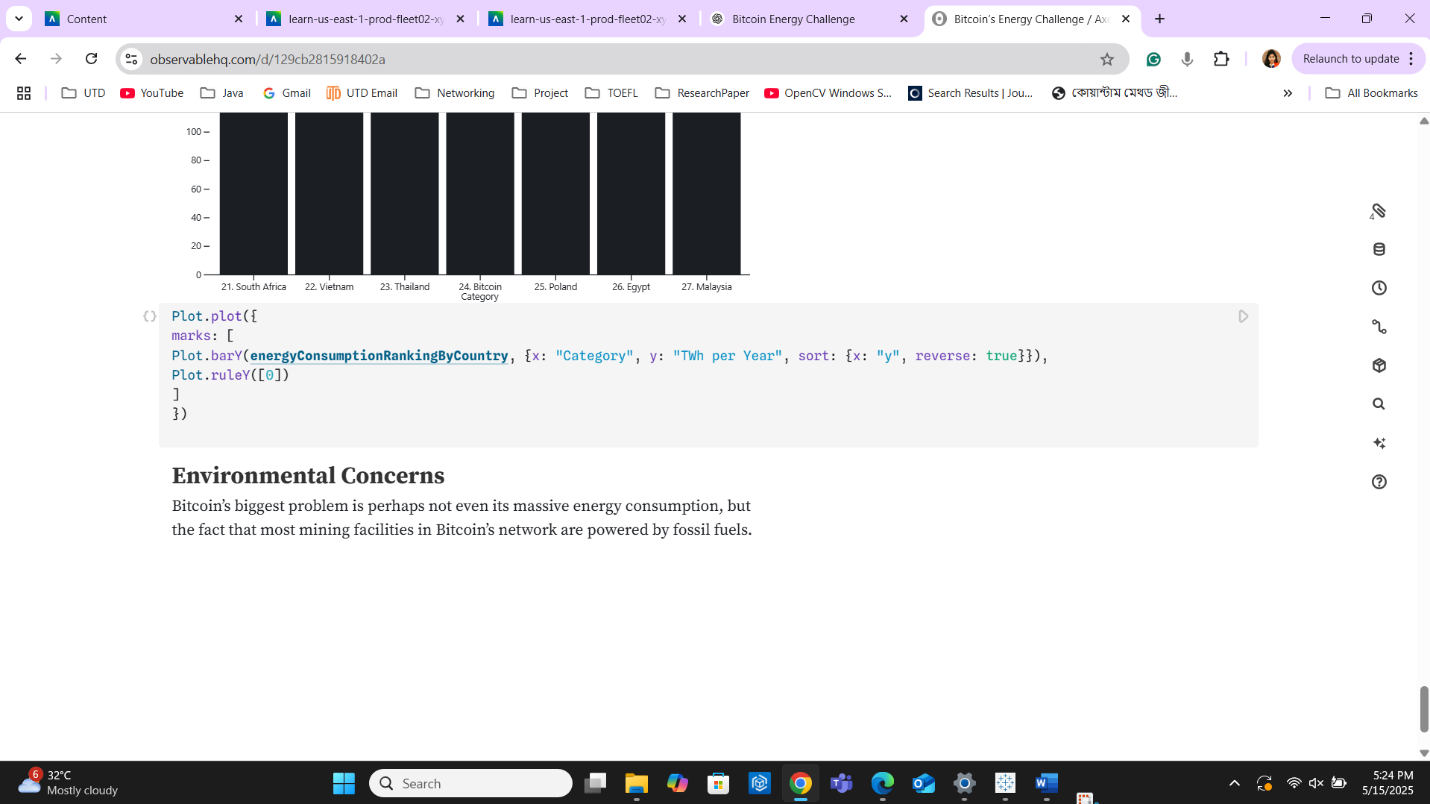 Content
learn-us-east-1-prod-fleet02-xy
learn-us-east-1-prod-fleet02-xy
Bitcoin Energy Challenge
Bitcoin's Energy Challenge / Axo
observablehq.com/d/129cb2815918402a
Relaunch to update
UTD
YouTube
Java
Gmail
UTD Email
Networking
Project
TOEFL
ResearchPaper
OpenCV Windows S...
Search Results | Jou...
কোয়ান্টাম মেথড জী...
»
All Bookmarks
100
80
60
40
20
0
21. South Africa
22. Vietnam
23. Thailand
24. Bitcoin
25. Poland
26. Egypt
27. Malaysia
Category
4
{}
Plot.plot({
marks: [
Plot.barY(energyConsumptionRankingByCountry, {x: "Category", y: "TWh per Year", sort: {x: "y", reverse: true}}),
Plot.ruleY([0])
]
})
Environmental Concerns
Bitcoin’s biggest problem is perhaps not even its massive energy consumption, but
the fact that most mining facilities in Bitcoin’s network are powered by fossil fuels.
6
32°C
Mostly cloudy
Search
5:24 PM
5/15/2025